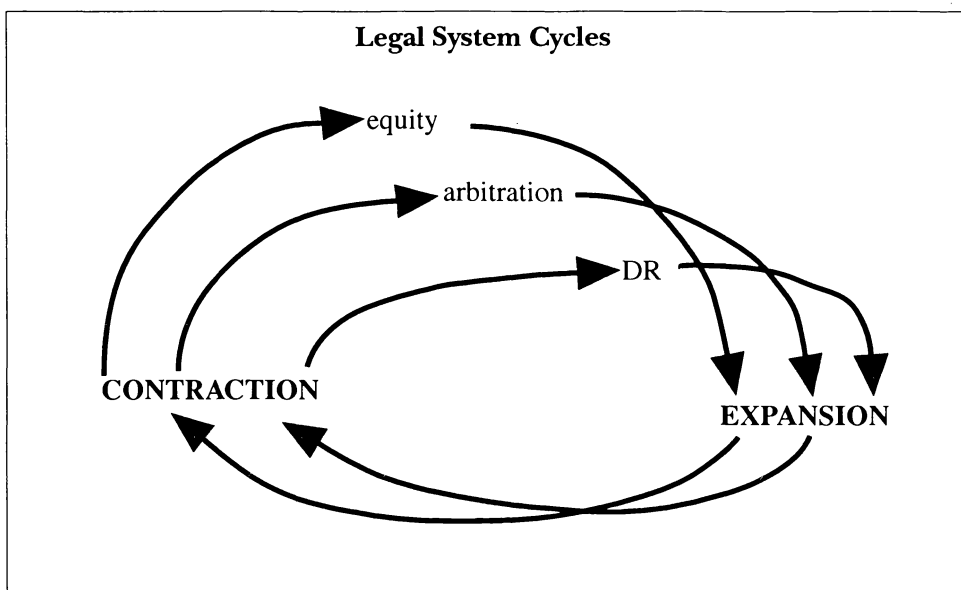 Legal System Cycles
equity
arbitration
DR
CONTRACTION
EXPANSION